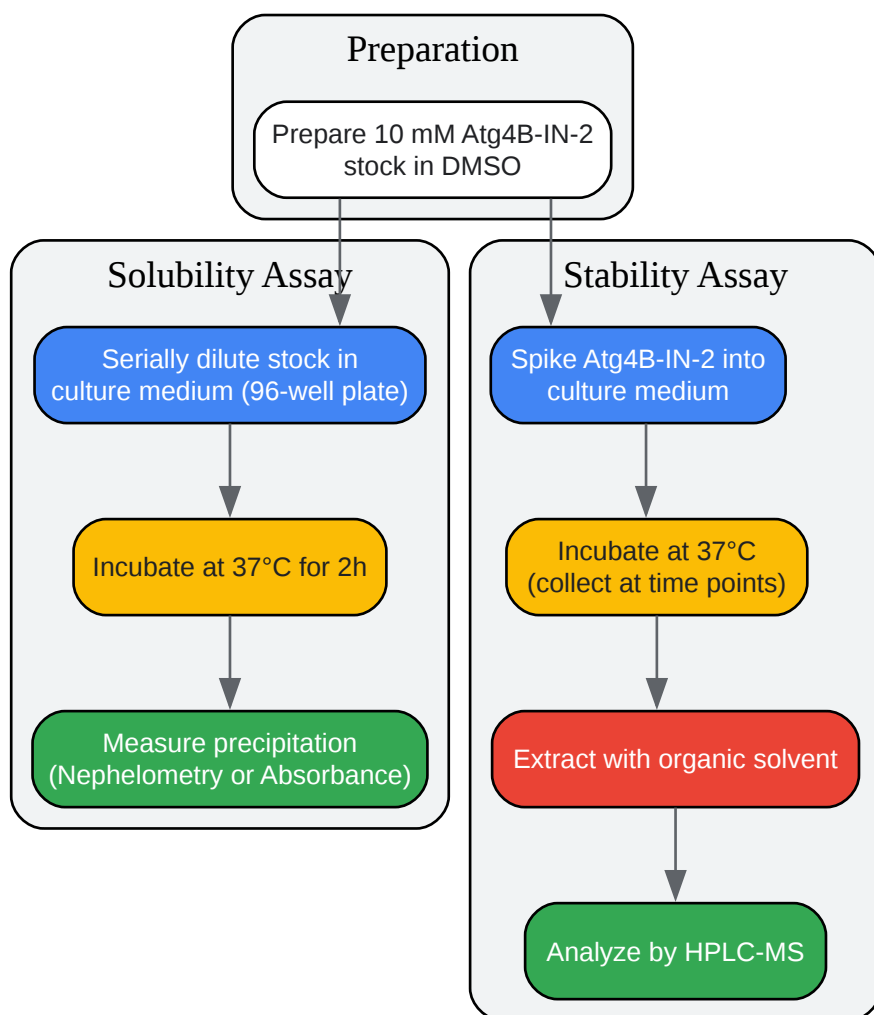 Preparation
Prepare 10 mM Atg4B-IN-2
stock in DMSO
Solubility Assay
Serially dilute stock in
culture medium (96-well plate)
Incubate at 37°C for 2h
Measure precipitation
(Nephelometry or Absorbance)
Stability Assay
Spike Atg4B-IN-2 into
culture medium
Incubate at 37°C
(collect at time points)
Extract with organic solvent
Analyze by HPLC-MS